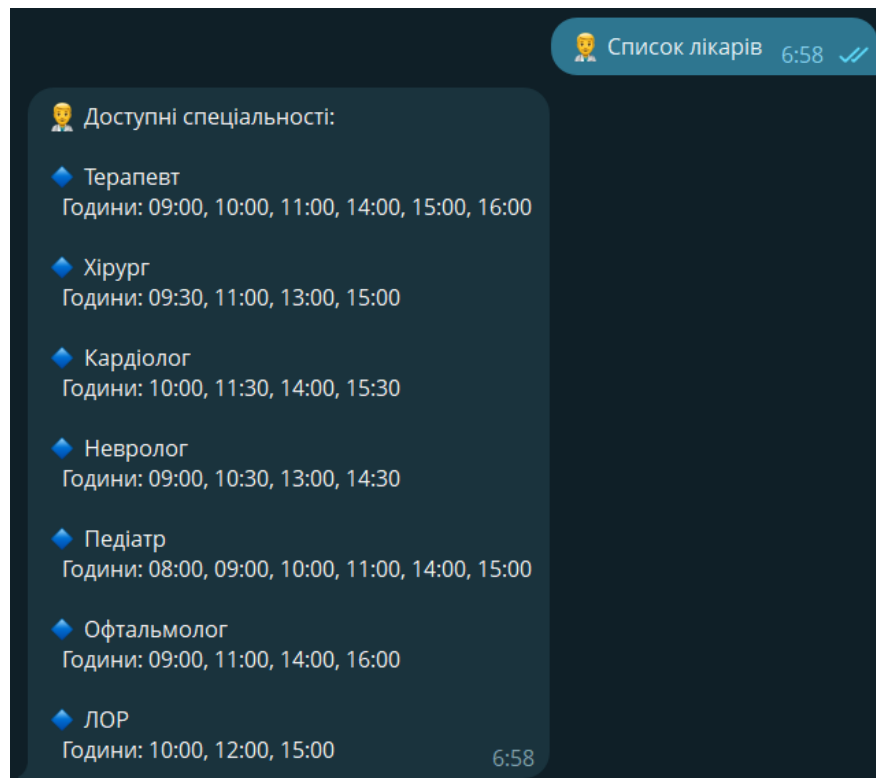 👨‍⚕️ Список лікарів 6:58
👨‍⚕️ Доступні спеціальності:
🔹 Терапевт
Години: 09:00, 10:00, 11:00, 14:00, 15:00, 16:00
🔹 Хірург
Години: 09:30, 11:00, 13:00, 15:00
🔹 Кардіолог
Години: 10:00, 11:30, 14:00, 15:30
🔹 Невролог
Години: 09:00, 10:30, 13:00, 14:30
🔹 Педіатр
Години: 08:00, 09:00, 10:00, 11:00, 14:00, 15:00
🔹 Офтальмолог
Години: 09:00, 11:00, 14:00, 16:00
🔹 ЛОР
Години: 10:00, 12:00, 15:00
6:58